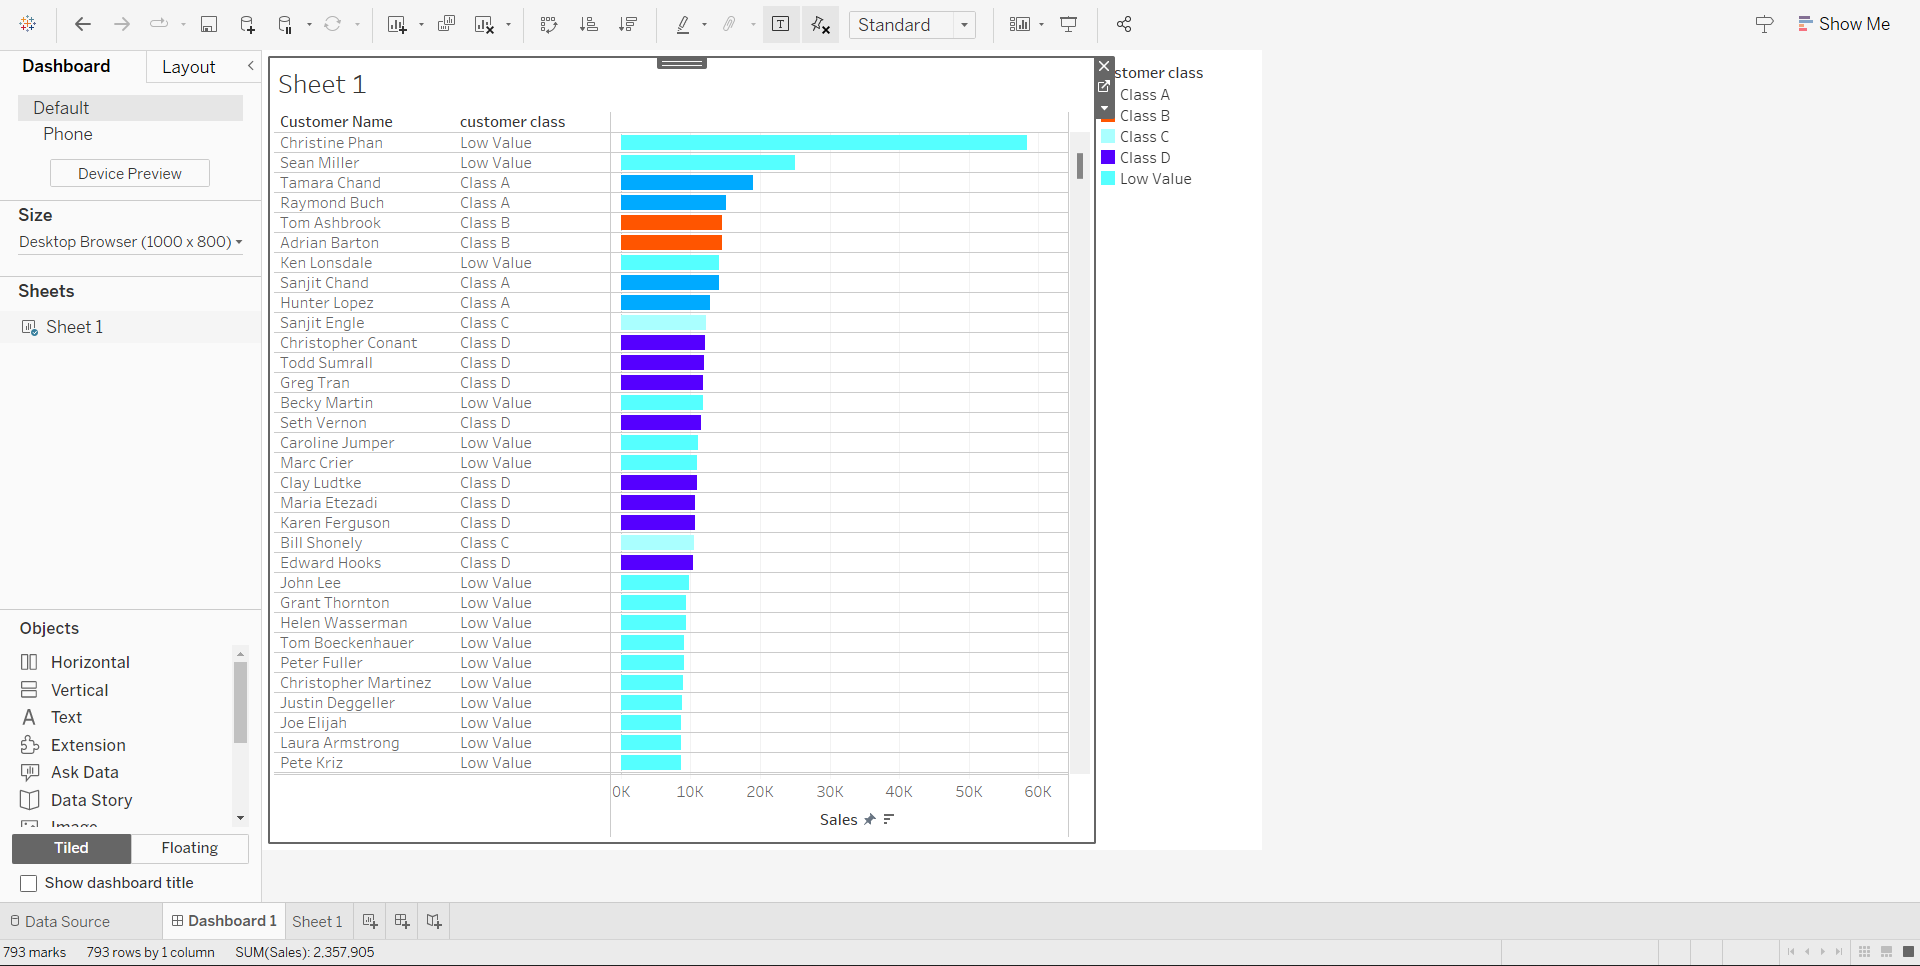 Standard
Show Me
Dashboard
Layout
Default
Phone
Device Preview
Size
Desktop Browser (1000 x 800)
Sheets
Sheet 1
Objects
Horizontal
Vertical
Text
Extension
Ask Data
Data Story
Image
Tiled
Floating
Show dashboard title
Sheet 1
Customer Name customer class
Christine Phan Low Value
Sean Miller Low Value
Tamara Chand Class A
Raymond Buch Class A
Tom Ashbrook Class B
Adrian Barton Class B
Ken Lonsdale Low Value
Sanjit Chand Class A
Hunter Lopez Class A
Sanjit Engle Class C
Christopher Conant Class D
Todd Sumrall Class D
Greg Tran Class D
Becky Martin Low Value
Seth Vernon Class D
Caroline Jumper Low Value
Marc Crier Low Value
Clay Ludtke Class D
Maria Etezadi Class D
Karen Ferguson Class D
Bill Shonely Class C
Edward Hooks Class D
John Lee Low Value
Grant Thornton Low Value
Helen Wasserman Low Value
Tom Boeckenhauer Low Value
Peter Fuller Low Value
Christopher Martinez Low Value
Justin Deggeller Low Value
Joe Elijah Low Value
Laura Armstrong Low Value
Pete Kriz Low Value
0K 10K 20K 30K 40K 50K 60K
Sales
stomer class
Class A
Class B
Class C
Class D
Low Value
Data Source
Dashboard 1
Sheet 1
793 marks 793 rows by 1 column SUM(Sales): 2,357,905